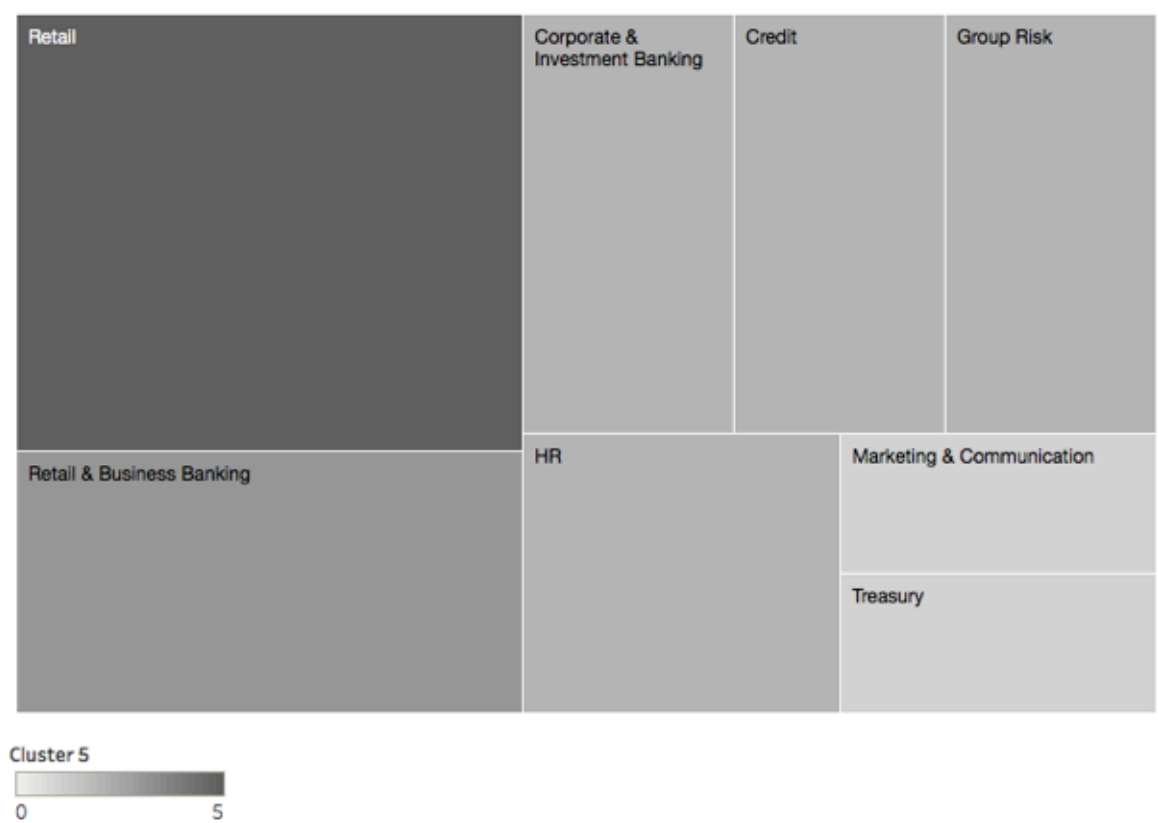 Retail
Corporate &
Investment Banking
Credit
Group Risk
Retail & Business Banking
HR
Marketing & Communication
Treasury
Cluster 5
0
5